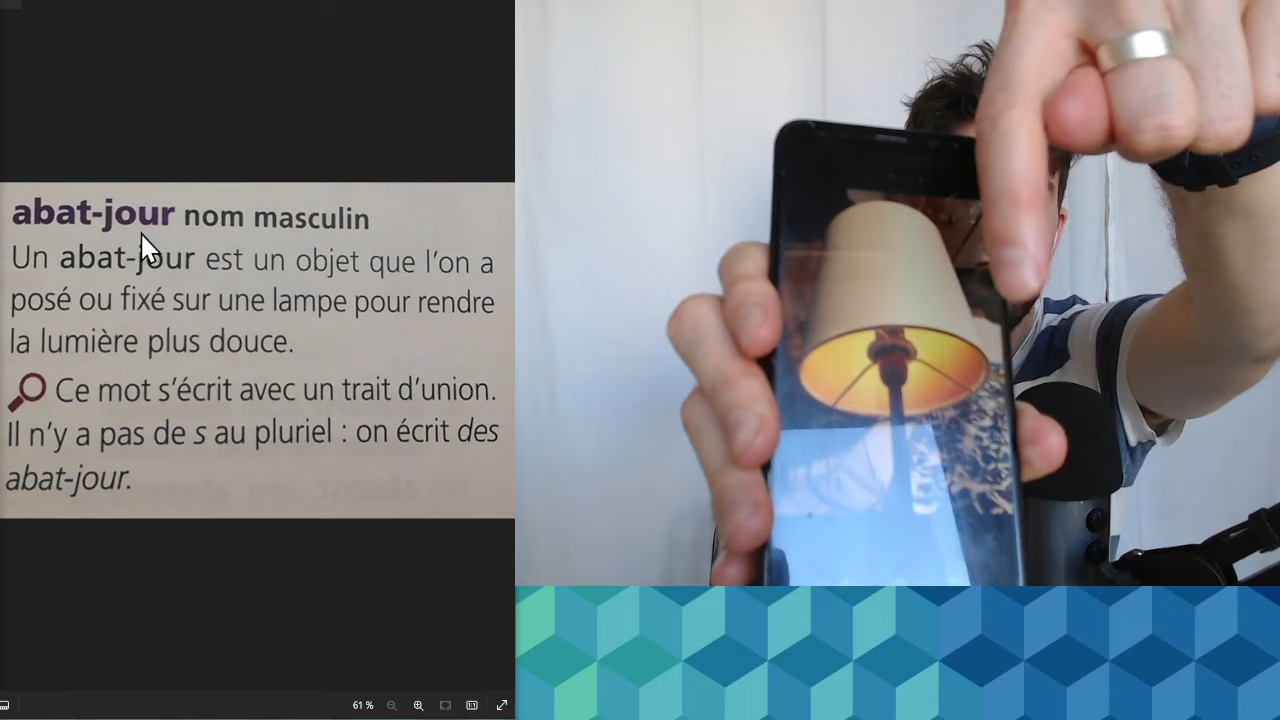 abat-jour nom masculin
Un abat-jour est un objet que l'on a
posé ou fixé sur une lampe pour rendre
la lumière plus douce.
Ce mot s'écrit avec un trait d'union.
Il n'y a pas de s au pluriel : on écrit des
abat-jour.
61 %